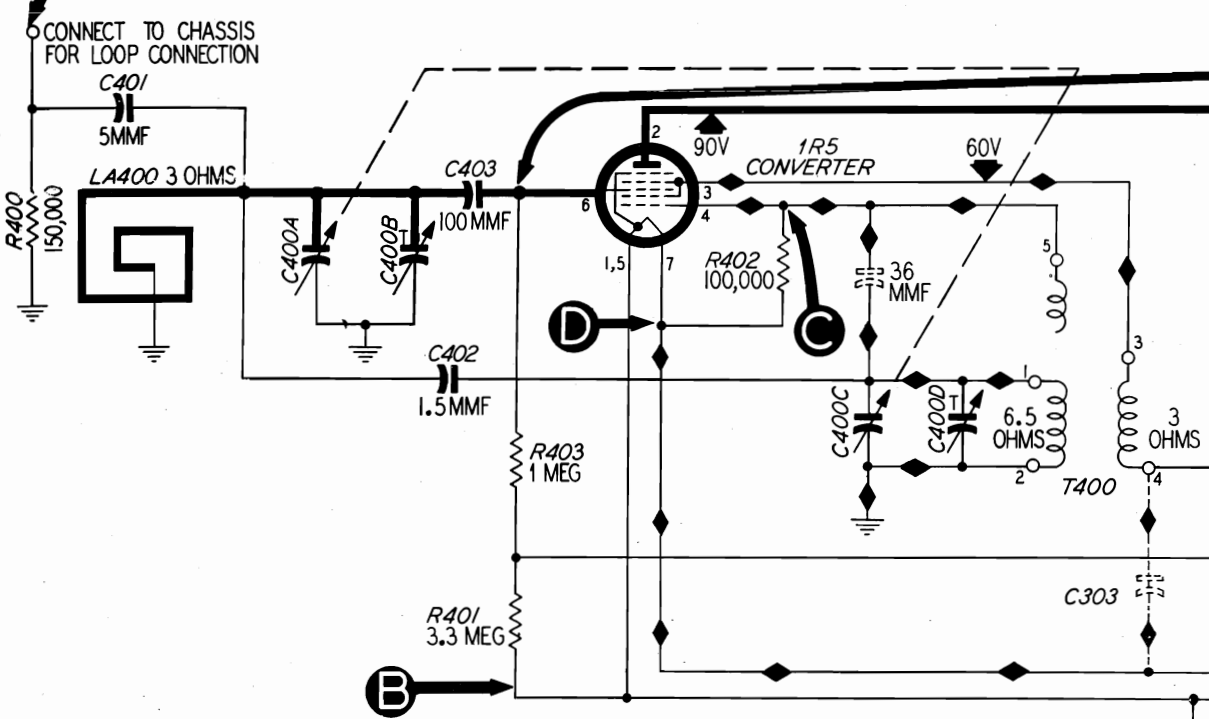 CONNECT TO CHASSIS
FOR LOOP CONNECTION
C401
5MMF
LA400 3 OHMS
R400
150,000
C400A
C400B
T
C403
100 MMF
2
6
3
4
1,5
7
90V
1R5
CONVERTER
60V
R402
100,000
36
MMF
5
D
C
C402
1.5 MMF
C400C
C400D
T
1
6.5
OHMS
2
3
3
OHMS
4
T400
R403
1 MEG
R401
3.3 MEG
C303
B